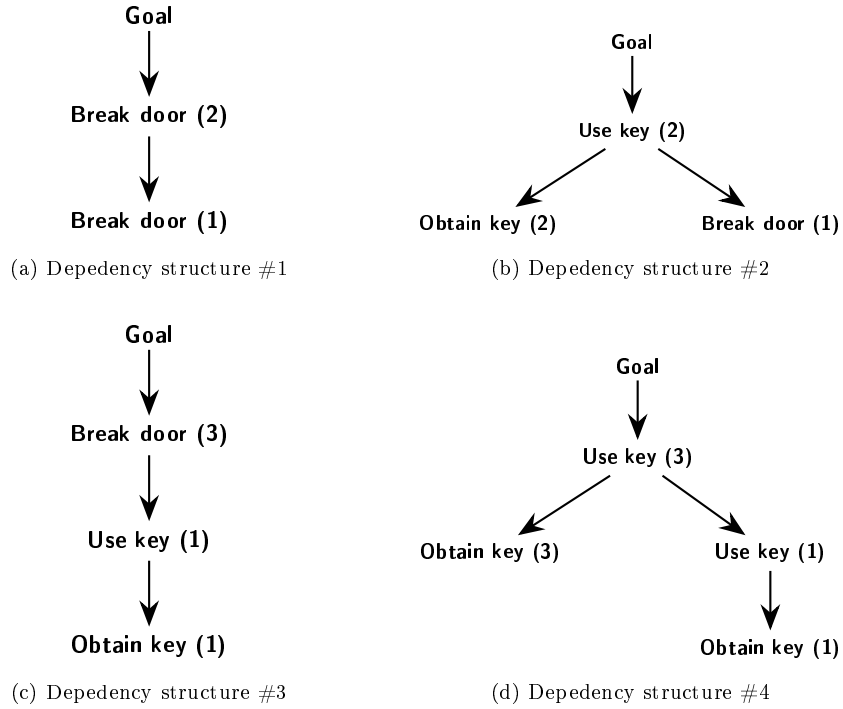 Goal
Break door (2)
Break door (1)
(a) Depedency structure #1
Goal
Use key (2)
Obtain key (2) Break door (1)
(b) Depedency structure #2
Goal
Break door (3)
Use key (1)
Obtain key (1)
(c) Depedency structure #3
Goal
Use key (3)
Obtain key (3) Use key (1)
Obtain key (1)
(d) Depedency structure #4